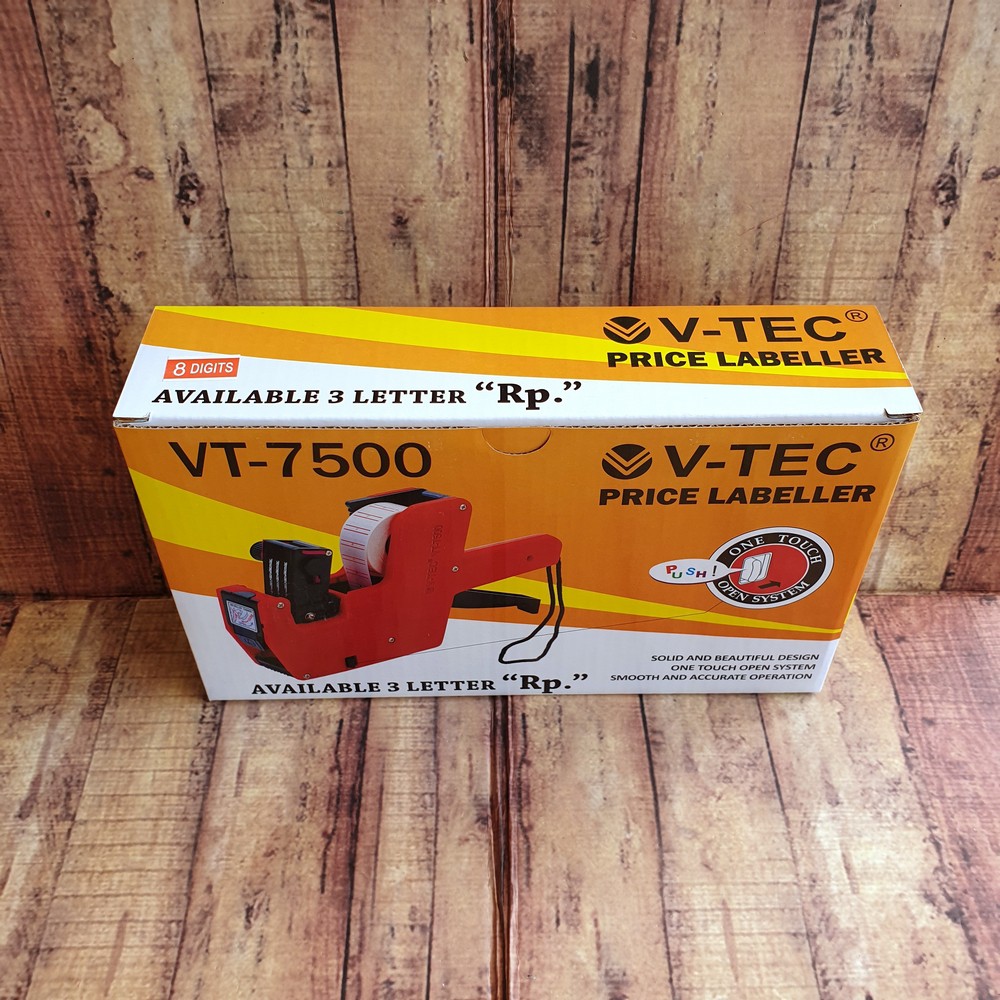 V-TEC®
PRICE LABELLER
8 DIGITS
AVAILABLE 3 LETTER “Rp.”
VT-7500
V-TEC®
PRICE LABELLER
ONE TOUCH
OPEN SYSTEM
PUSH!
SOLID AND BEAUTIFUL DESIGN
ONE TOUCH OPEN SYSTEM
SMOOTH AND ACCURATE OPERATION
AVAILABLE 3 LETTER “Rp.”